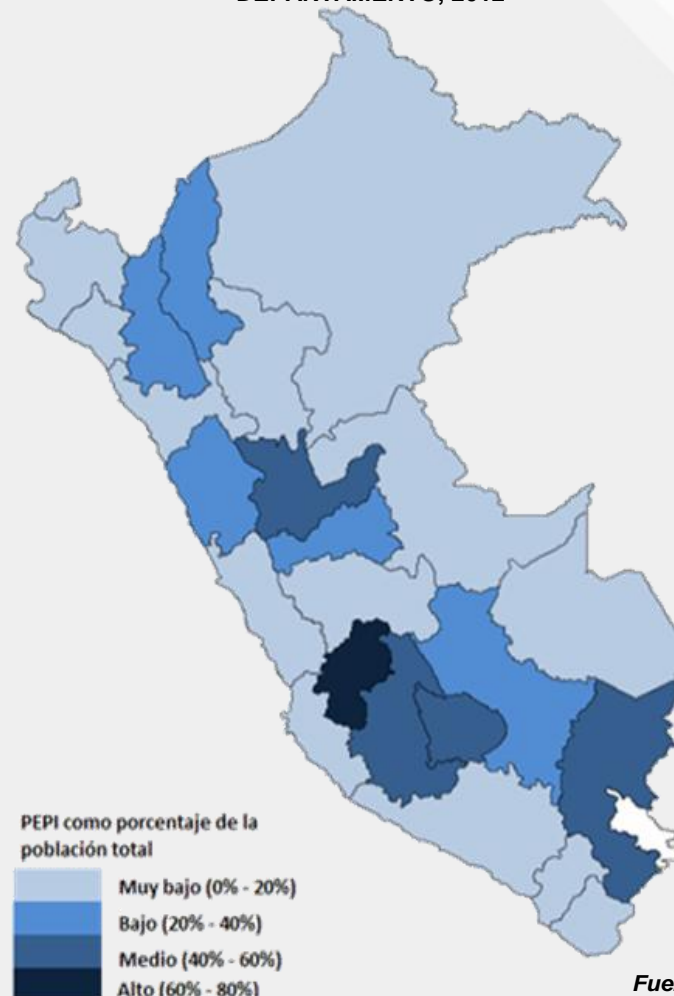 2012
PEPI como porcentaje de la
población total
Muy bajo (0% - 20%)
Bajo (20% - 40%)
Medio (40% - 60%)
Alto (60% - 80%)